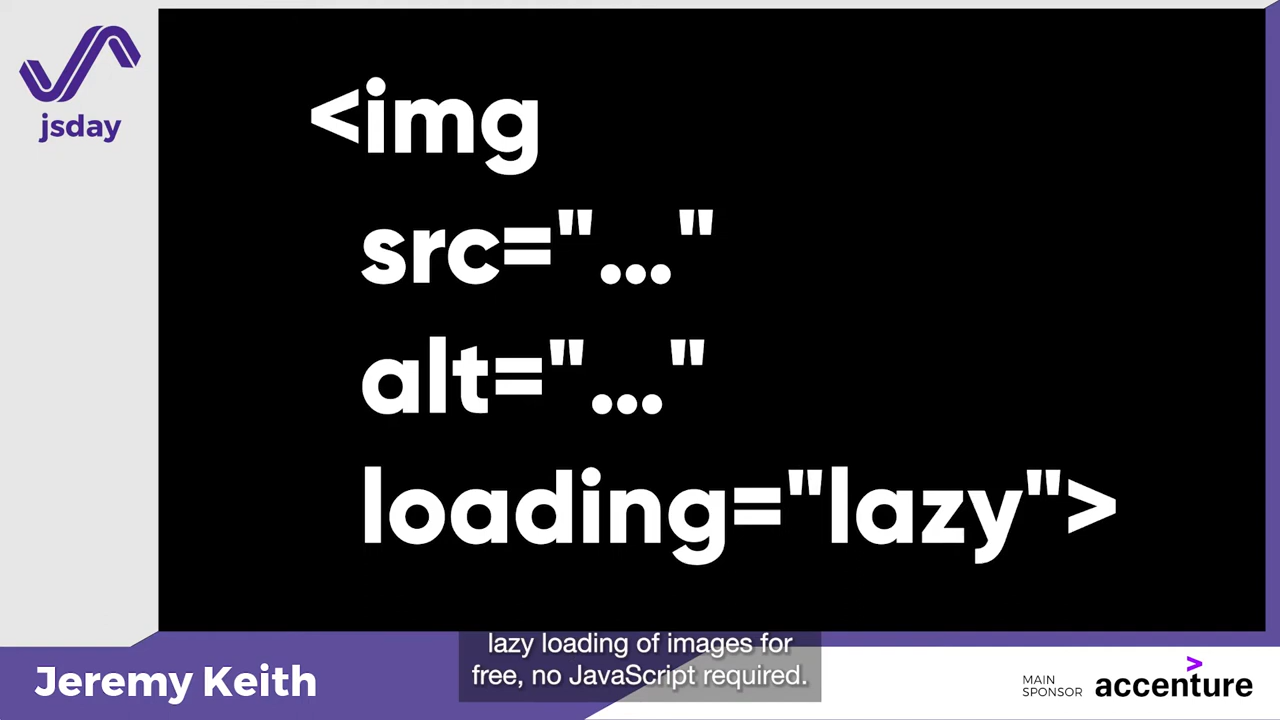 jsday
<img
src="..."
alt="..."
loading="lazy">
lazy loading of images for
free, no JavaScript required.
Jeremy Keith
MAIN
SPONSOR
accenture